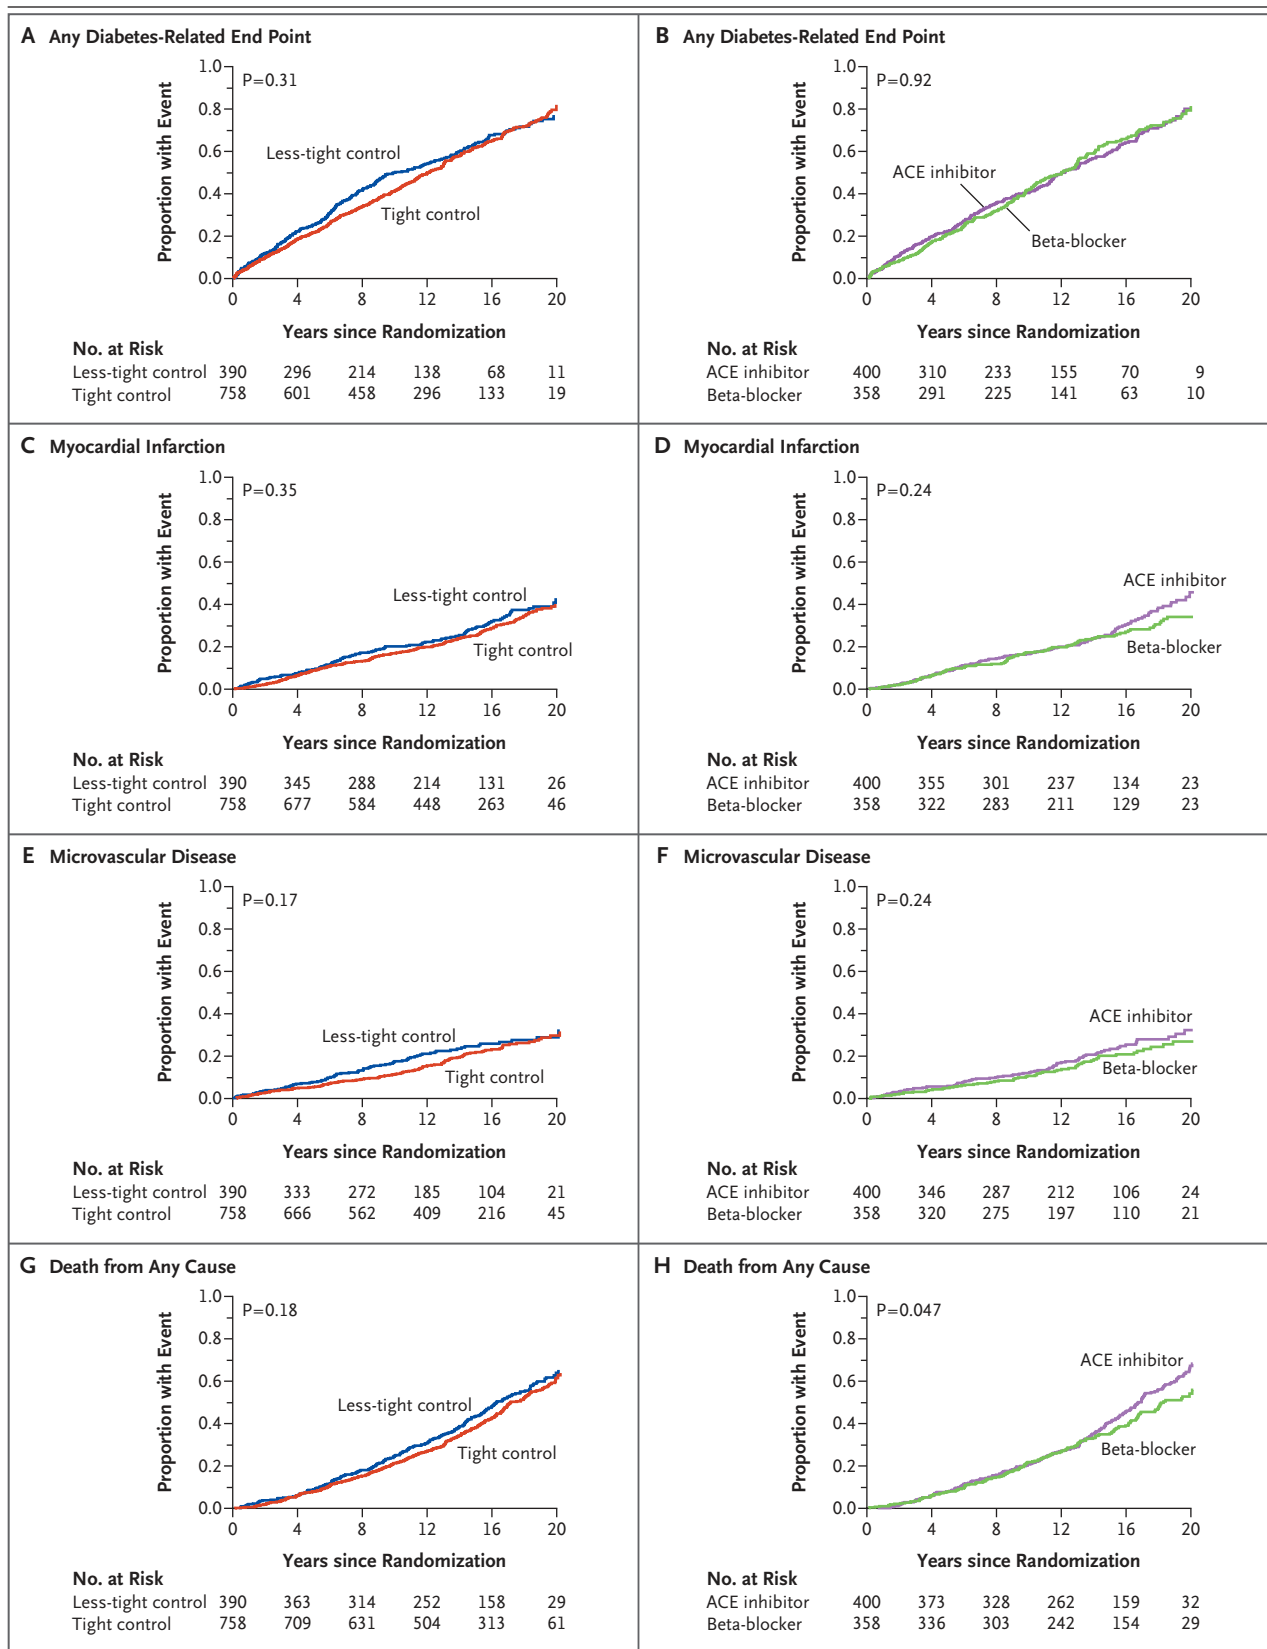 A Any Diabetes-Related End Point
1.0
0.8
0.6
0.4
0.2
0.0
Proportion with Event
P=0.31
Less-tight control
Tight control
0 4 8 12 16 20
Years since Randomization
No. at Risk
Less-tight control 390 296 214 138 68 11
Tight control 758 601 458 296 133 19
B Any Diabetes-Related End Point
1.0
0.8
0.6
0.4
0.2
0.0
Proportion with Event
P=0.92
ACE inhibitor
Beta-blocker
0 4 8 12 16 20
Years since Randomization
No. at Risk
ACE inhibitor 400 310 233 155 70 9
Beta-blocker 358 291 225 141 63 10
C Myocardial Infarction
1.0
0.8
0.6
0.4
0.2
0.0
Proportion with Event
P=0.35
Less-tight control
Tight control
0 4 8 12 16 20
Years since Randomization
No. at Risk
Less-tight control 390 345 288 214 131 26
Tight control 758 677 584 448 263 46
D Myocardial Infarction
1.0
0.8
0.6
0.4
0.2
0.0
Proportion with Event
P=0.24
ACE inhibitor
Beta-blocker
0 4 8 12 16 20
Years since Randomization
No. at Risk
ACE inhibitor 400 355 301 237 134 23
Beta-blocker 358 322 283 211 129 23
E Microvascular Disease
1.0
0.8
0.6
0.4
0.2
0.0
Proportion with Event
P=0.17
Less-tight control
Tight control
0 4 8 12 16 20
Years since Randomization
No. at Risk
Less-tight control 390 333 272 185 104 21
Tight control 758 666 562 409 216 45
F Microvascular Disease
1.0
0.8
0.6
0.4
0.2
0.0
Proportion with Event
P=0.24
ACE inhibitor
Beta-blocker
0 4 8 12 16 20
Years since Randomization
No. at Risk
ACE inhibitor 400 346 287 212 106 24
Beta-blocker 358 320 275 197 110 21
G Death from Any Cause
1.0
0.8
0.6
0.4
0.2
0.0
Proportion with Event
P=0.18
Less-tight control
Tight control
0 4 8 12 16 20
Years since Randomization
No. at Risk
Less-tight control 390 363 314 252 158 29
Tight control 758 709 631 504 313 61
H Death from Any Cause
1.0
0.8
0.6
0.4
0.2
0.0
Proportion with Event
P=0.047
ACE inhibitor
Beta-blocker
0 4 8 12 16 20
Years since Randomization
No. at Risk
ACE inhibitor 400 373 328 262 159 32
Beta-blocker 358 336 303 242 154 29